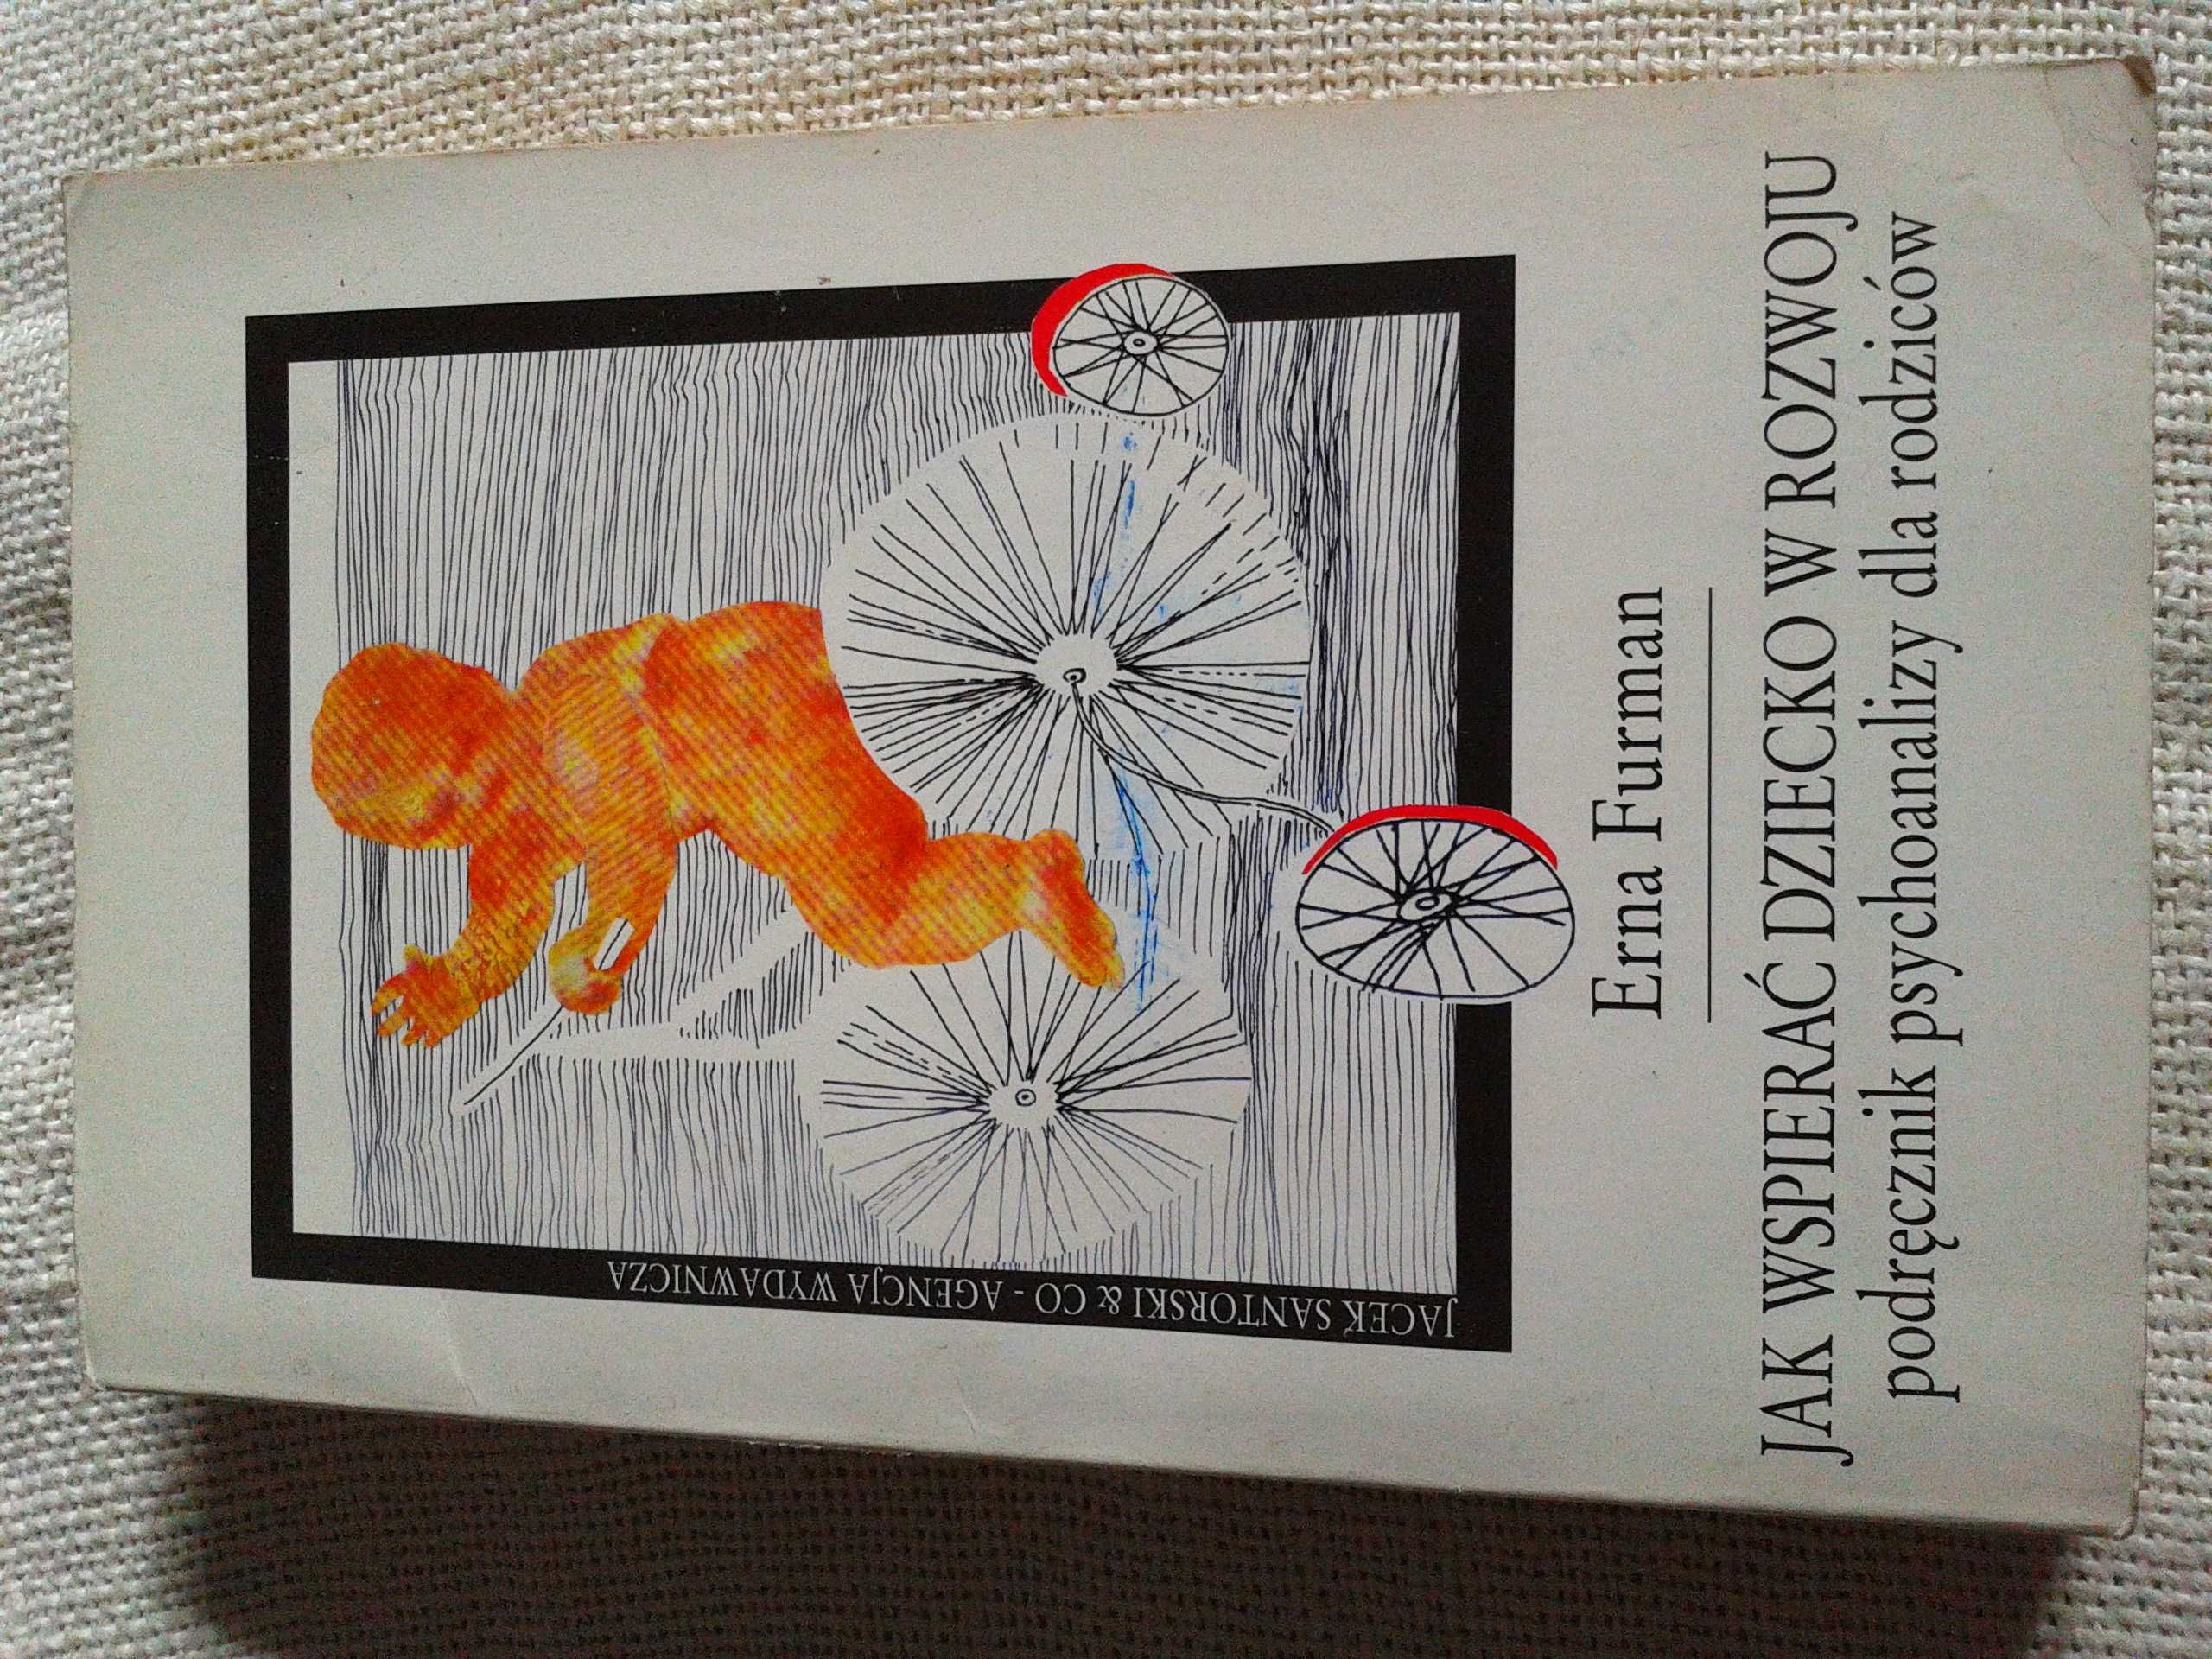 JACEK SANTORSKI & CO - AGENCJA WYDAWNICZA
Erna Furman
JAK WSPIERAĆ DZIECKO W ROZWOJU
podręcznik psychoanalizy dla rodziców